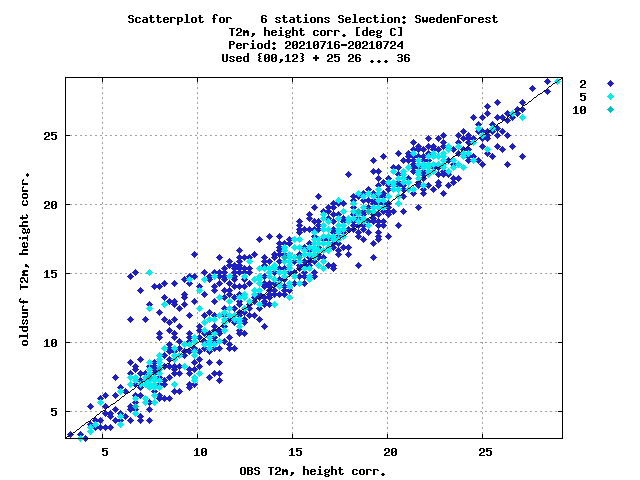 Scatterplot for    6 stations Selection: SwedenForest
T2m, height corr. [deg C]
Period: 20210716-20210724
Used {00,12} + 25 26 ... 36
2
5
10
25
20
15
10
5
oldsurf T2m, height corr.
5 10 15 20 25
OBS T2m, height corr.